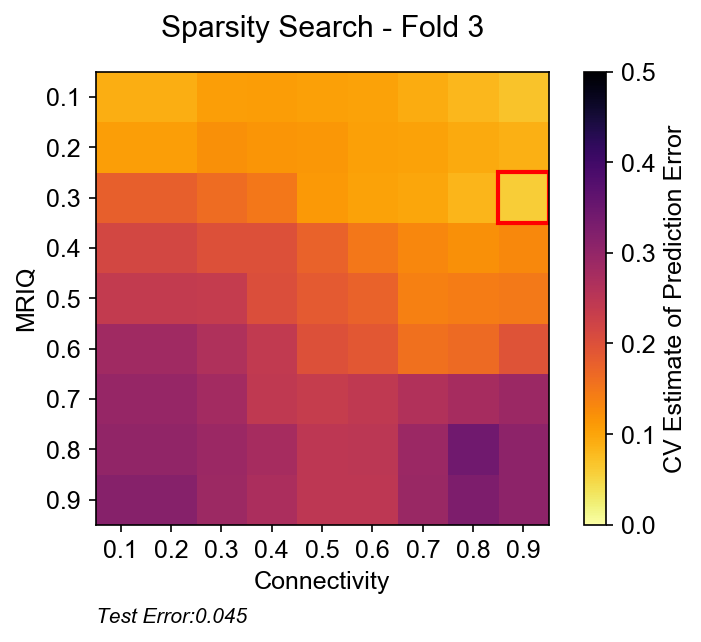 Sparsity Search - Fold 3
MRIQ
0.1
0.2
0.3
0.4
0.5
0.6
0.7
0.8
0.9
0.1 0.2 0.3 0.4 0.5 0.6 0.7 0.8 0.9
Connectivity
Test Error:0.045
0.5
0.4
0.3
0.2
0.1
0.0
CV Estimate of Prediction Error